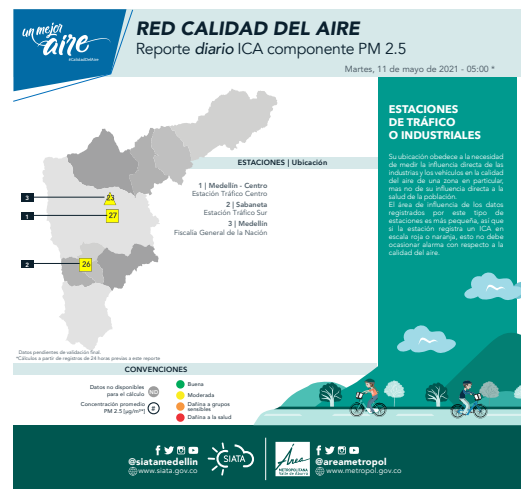 un mejor
aire
#CalidadDelAire
RED CALIDAD DEL AIRE
Reporte diario ICA componente PM 2.5
Martes, 11 de mayo de 2021 - 05:00 *
ESTACIONES
DE TRÁFICO
O INDUSTRIALES
Su ubicación obedece a la necesidad
de medir la influencia directa de las
industrias y los vehículos en la calidad
del aire de una zona en particular,
mas no de su influencia directa a la
salud de la población.
El área de influencia de los datos
registrados por este tipo de
estaciones es más pequeña, así que
si la estación registra un ICA en
escala roja o naranja, esto no debe
ocasionar alarma con respecto a la
calidad del aire.
ESTACIONES | Ubicación
1 | Medellín - Centro
Estación Tráfico Centro
2 | Sabaneta
Estación Tráfico Sur
3 | Medellín
Fiscalía General de la Nación
3
23
1
27
2
26
Datos pendientes de validación final.
*Cálculos a partir de registros de 24 horas previas a este reporte
CONVENCIONES
Datos no disponibles
para el cálculo
ND
Concentración promedio
PM 2.5 [µg/m³*]
#
Buena
Moderada
Dañina a grupos
sensibles
Dañina a la salud
@siatamedellin
www.siata.gov.co
SIATA
Área
METROPOLITANA
Valle de Aburrá
@areametropol
www.metropol.gov.co